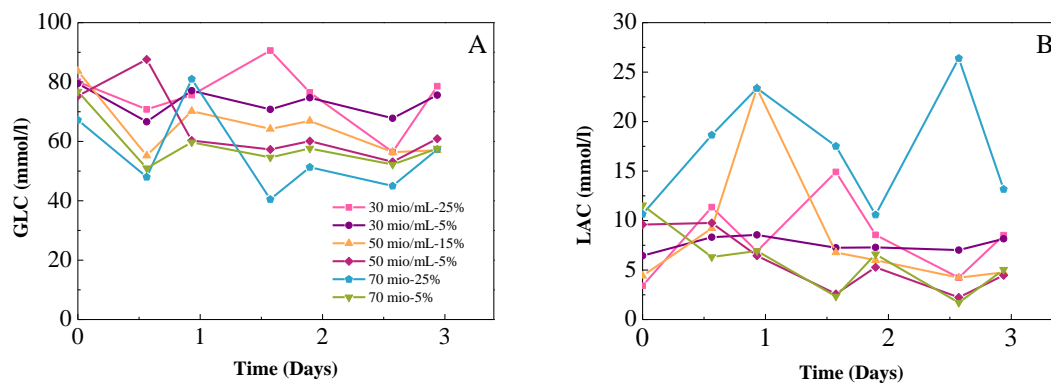 A
GLC (mmol/l)
100
80
60
40
20
0
30 mio/mL-25%
30 mio/mL-5%
50 mio/mL-15%
50 mio/mL-5%
70 mio-25%
70 mio-5%
0 1 2 3
Time (Days)
B
LAC (mmol/l)
30
25
20
15
10
5
0
0 1 2 3
Time (Days)